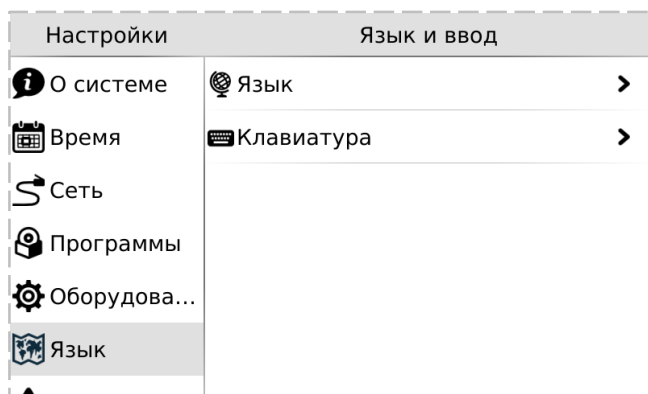 Настройки
Язык и ввод
О системе
Язык
Время
Клавиатура
Сеть
Программы
Оборудова...
Язык